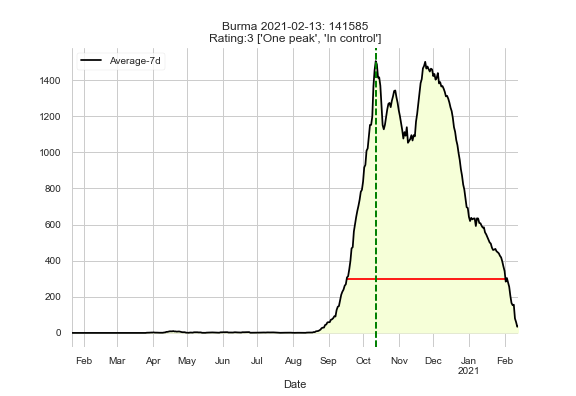 Burma 2021-02-13: 141585
Rating:3 ['One peak', 'In control']
Average-7d
1400
1200
1000
800
600
400
200
0
Feb Mar Apr May Jun Jul Aug Sep Oct Nov Dec Jan Feb
2021
Date